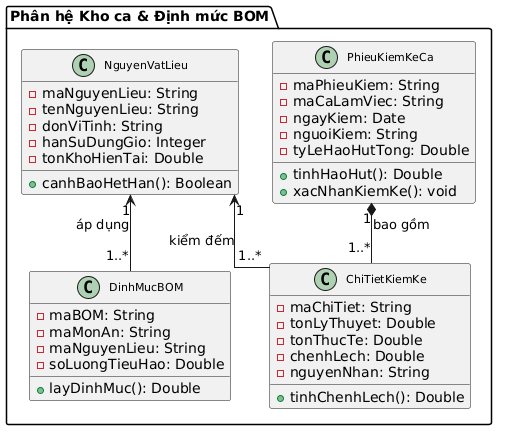 Phân hệ Kho ca & Định mức BOM
C NguyenVatLieu
maNguyenLieu: String
tenNguyenLieu: String
donViTinh: String
hanSuDungGio: Integer
tonKhoHienTai: Double
canhBaoHetHan(): Boolean
C PhieuKiemKeCa
maPhieuKiem: String
maCaLamViec: String
ngayKiem: Date
nguoiKiem: String
tyLeHaoHutTong: Double
tinhHaoHut(): Double
xacNhanKiemKe(): void
1
áp dụng
1..*
1
kiểm đếm
1..*
1
bao gồm
1..*
C DinhMucBOM
maBOM: String
maMonAn: String
maNguyenLieu: String
soLuongTieuHao: Double
layDinhMuc(): Double
C ChiTietKiemKe
maChiTiet: String
tonLyThuyet: Double
tonThucTe: Double
chenhLech: Double
nguyenNhan: String
tinhChenhLech(): Double